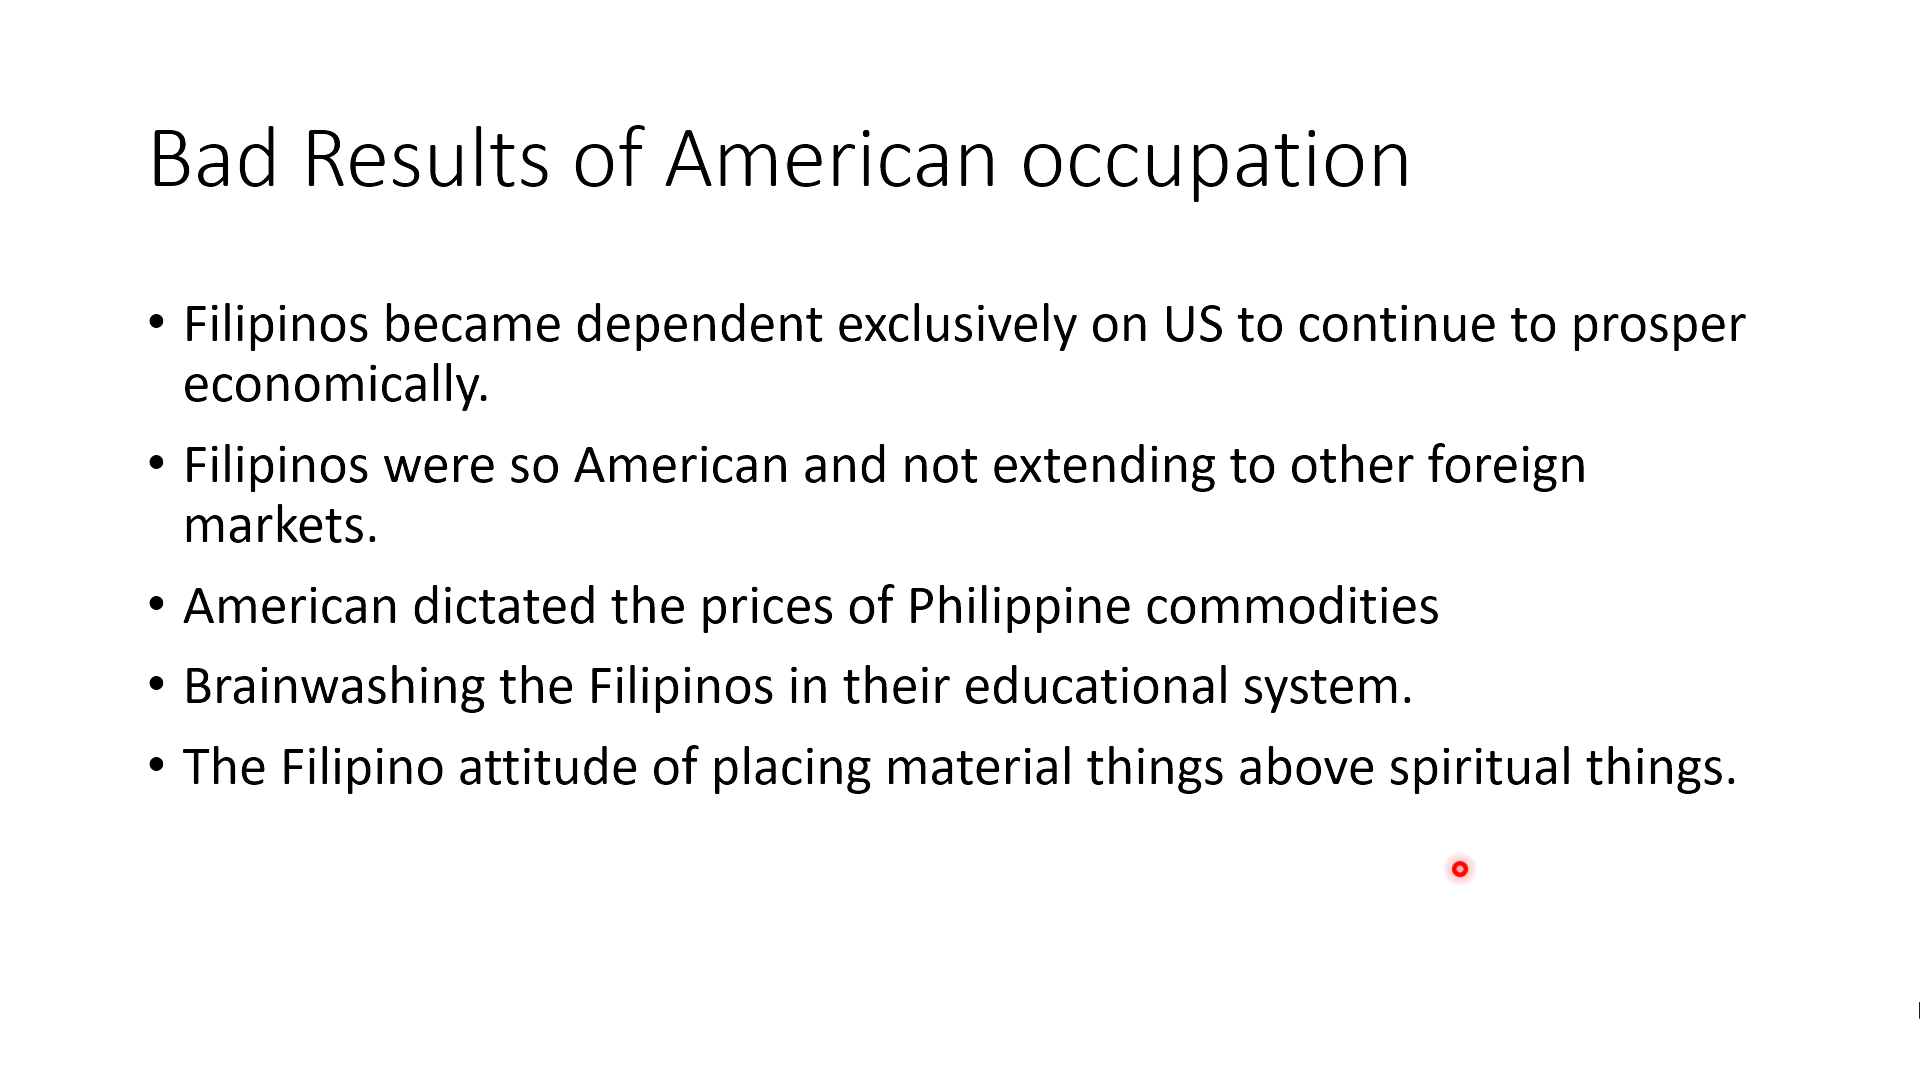 Bad Results of American occupation
• Filipinos became dependent exclusively on US to continue to prosper
economically.
• Filipinos were so American and not extending to other foreign
markets.
• American dictated the prices of Philippine commodities
• Brainwashing the Filipinos in their educational system.
• The Filipino attitude of placing material things above spiritual things.